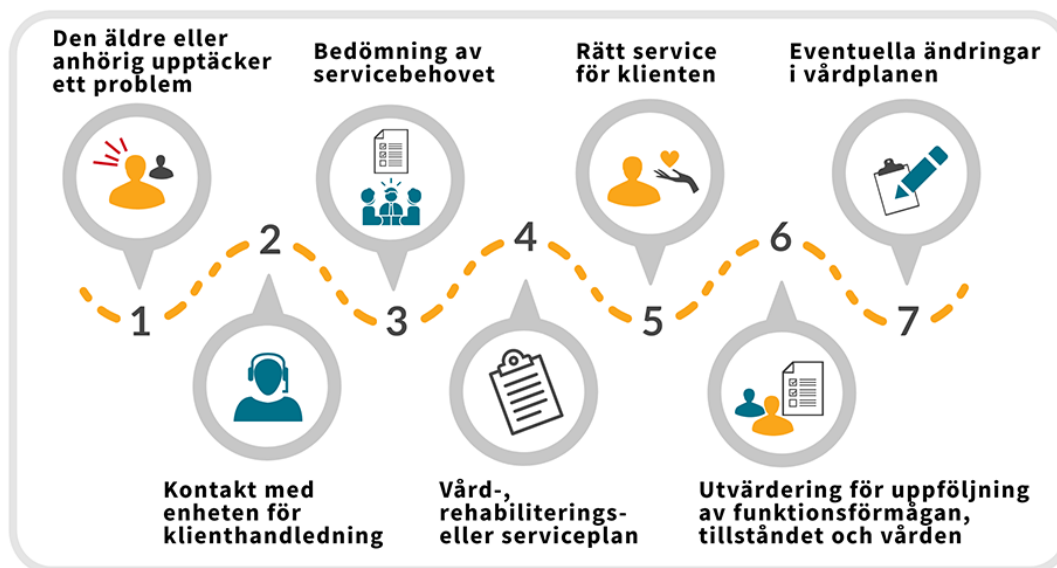 Den äldre eller
anhörig upptäcker
ett problem
Bedömning av
servicebehovet
Rätt service
för klienten
Eventuella ändringar
i vårdplanen
1
2
3
4
5
6
7
Kontakt med
enheten för
klienthandledning
Vård-,
rehabiliterings-
eller serviceplan
Utvärdering för uppföljning
av funktionsförmågan,
tillståndet och vården